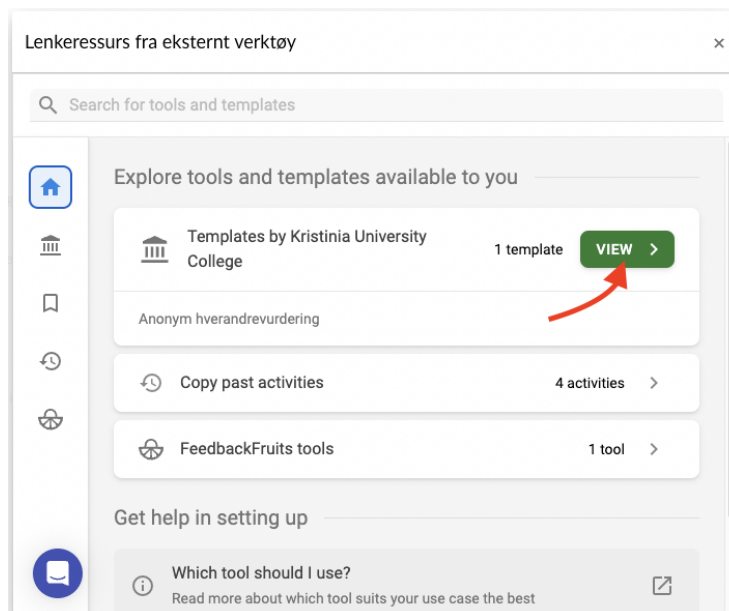 Lenkeressurs fra eksternt verktøy
Search for tools and templates
Explore tools and templates available to you
Templates by Kristinia University
College
1 template
VIEW
Anonym hverandrevurdering
Copy past activities
4 activities
FeedbackFruits tools
1 tool
Get help in setting up
Which tool should I use?
Read more about which tool suits your use case the best